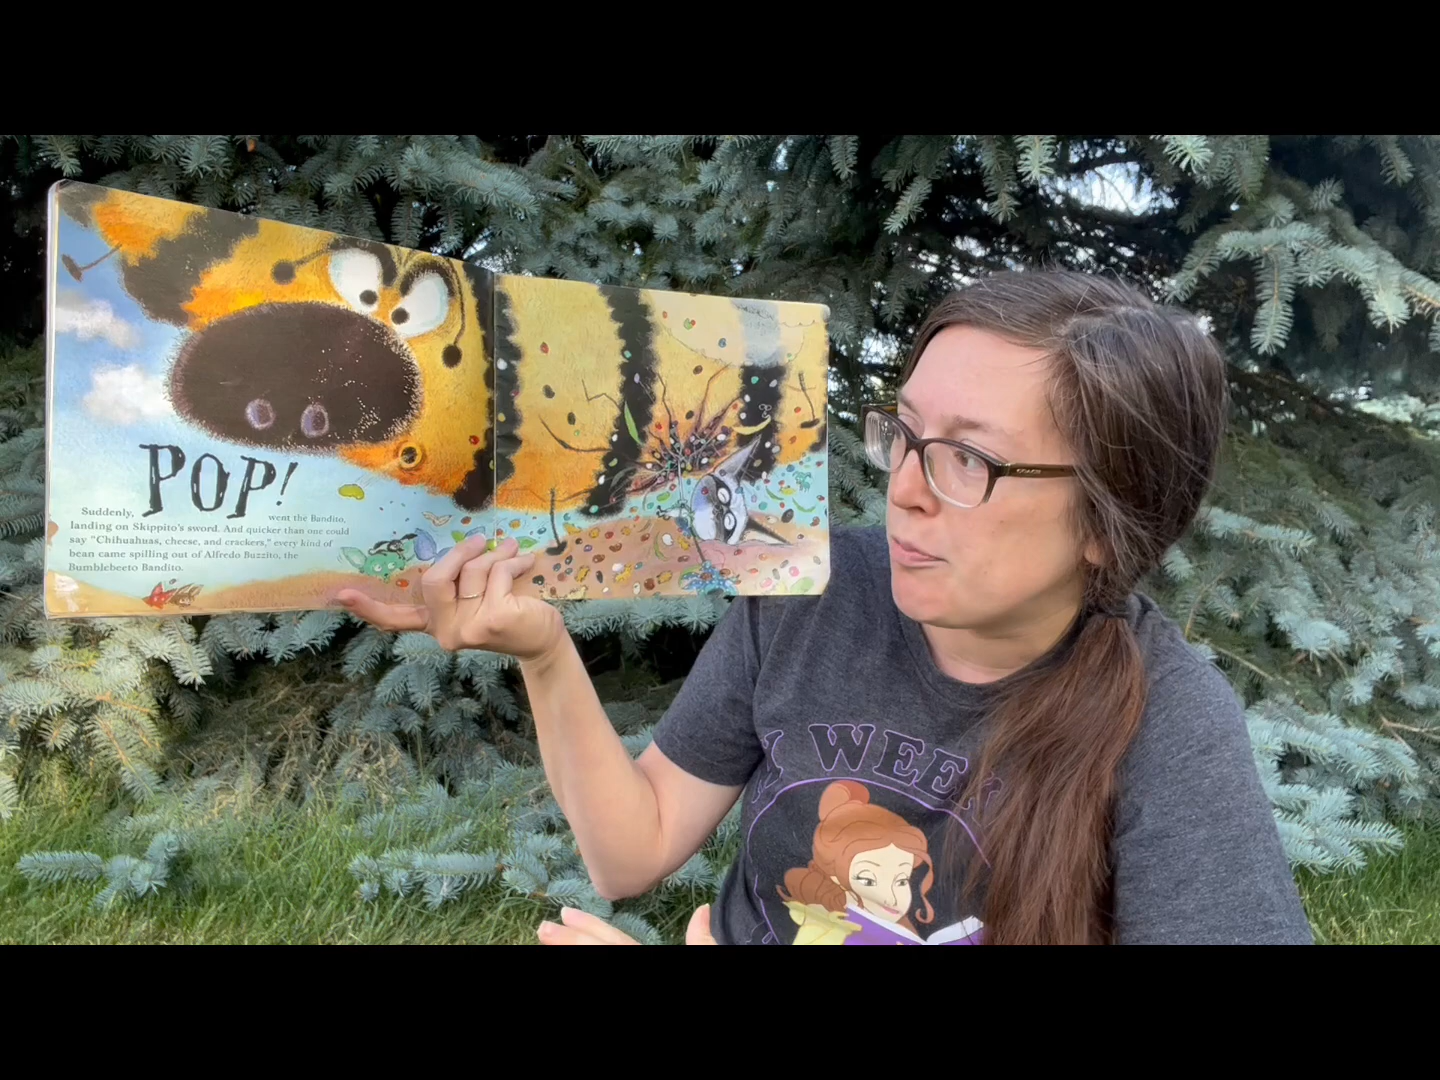 POP!
Suddenly, went the Bandito,
landing on Skippito's sword. And quicker than one could
say "Chihuahuas, cheese, and crackers," every kind of
bean came spilling out of Alfredo Buzzito, the
Bumblebeeto Bandito.
WEEK